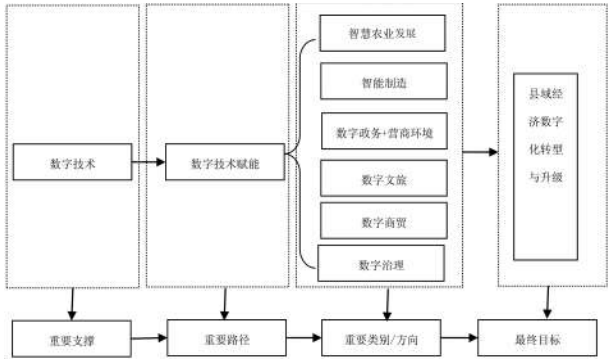 智慧农业发展
智能制造
数字政务+营商环境
数字技术
数字技术赋能
数字文旅
数字商贸
数字治理
县域经
济数字
化转型
与升级
重要支撑
重要路径
重要类别/方向
最终目标